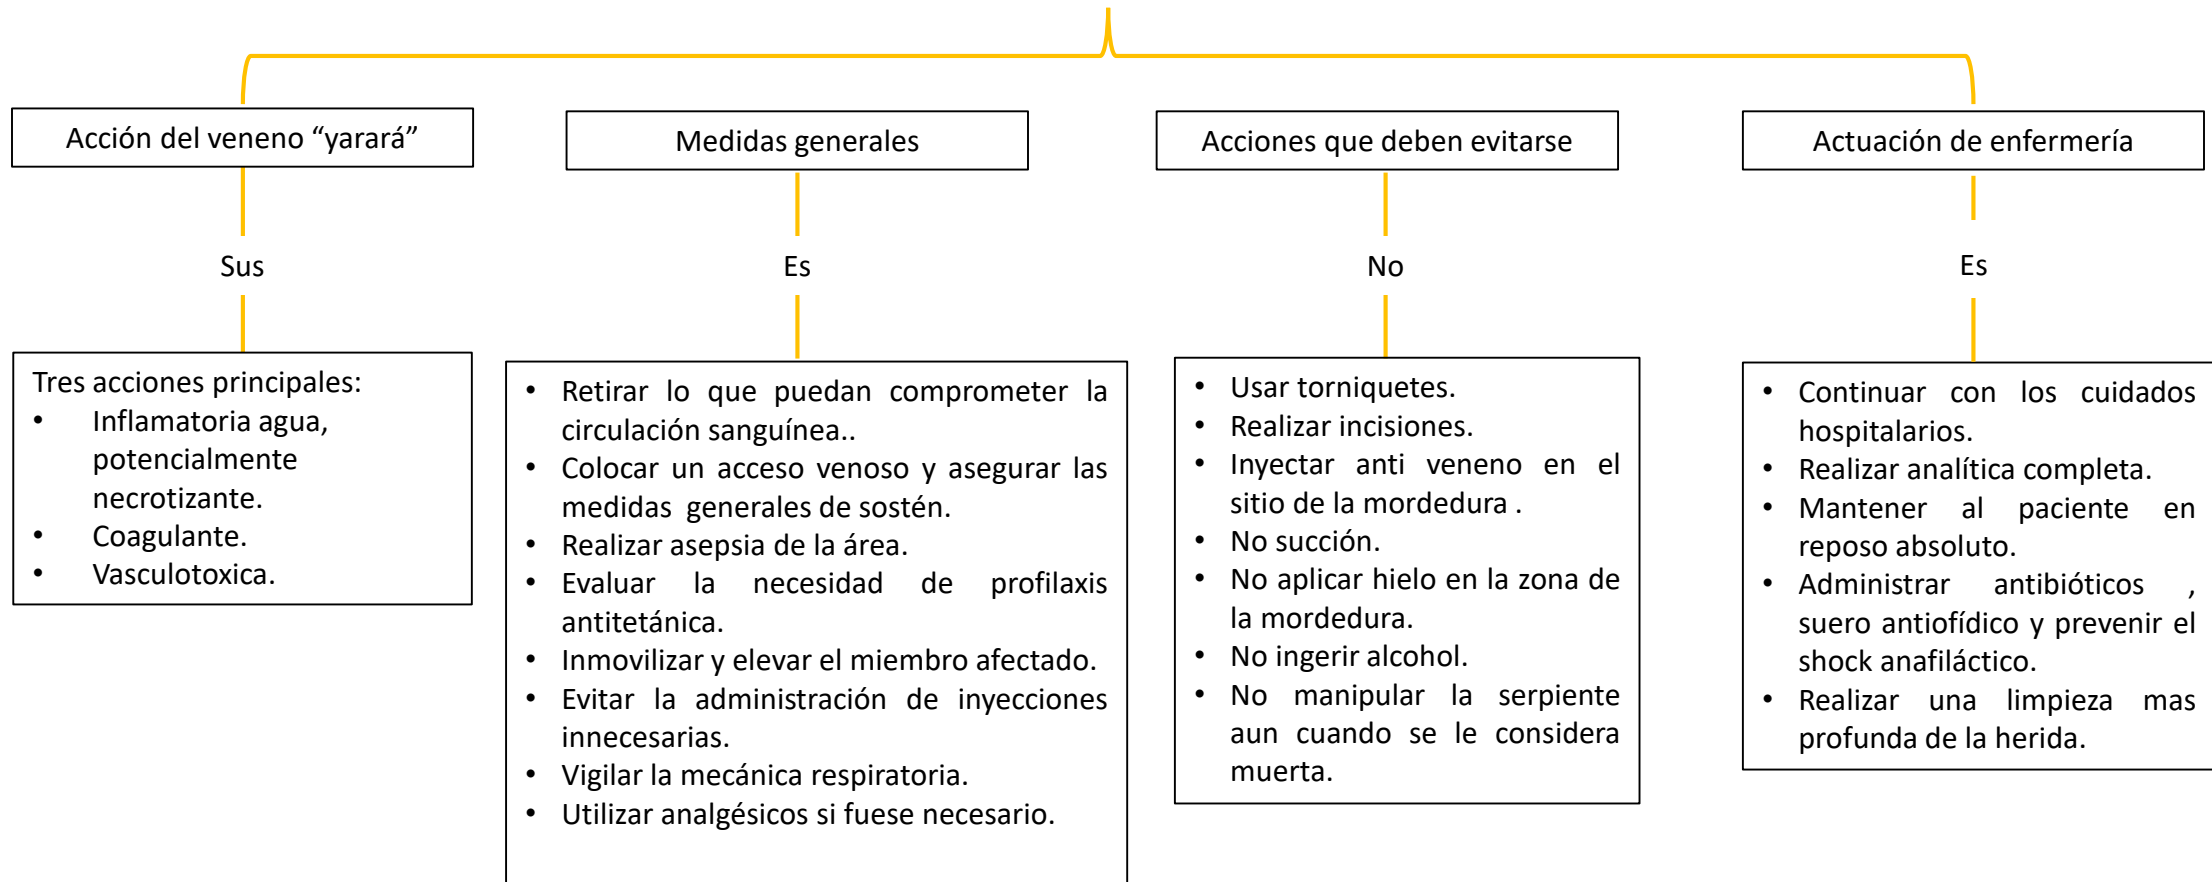 Acción del veneno “yarará”
Sus
Tres acciones principales:
• Inflamatoria agua,
potencialmente
necrotizante.
• Coagulante.
• Vasculotoxica.
Medidas generales
Es
• Retirar lo que puedan comprometer la
circulación sanguínea..
• Colocar un acceso venoso y asegurar las
medidas generales de sostén.
• Realizar asepsia de la área.
• Evaluar la necesidad de profilaxis
antitetánica.
• Inmovilizar y elevar el miembro afectado.
• Evitar la administración de inyecciones
innecesarias.
• Vigilar la mecánica respiratoria.
• Utilizar analgésicos si fuese necesario.
Acciones que deben evitarse
No
• Usar torniquetes.
• Realizar incisiones.
• Inyectar anti veneno en el
sitio de la mordedura .
• No succión.
• No aplicar hielo en la zona de
la mordedura.
• No ingerir alcohol.
• No manipular la serpiente
aun cuando se le considera
muerta.
Actuación de enfermería
Es
• Continuar con los cuidados
hospitalarios.
• Realizar analítica completa.
• Mantener al paciente en
reposo absoluto.
• Administrar antibióticos ,
suero antiofídico y prevenir el
shock anafiláctico.
• Realizar una limpieza mas
profunda de la herida.